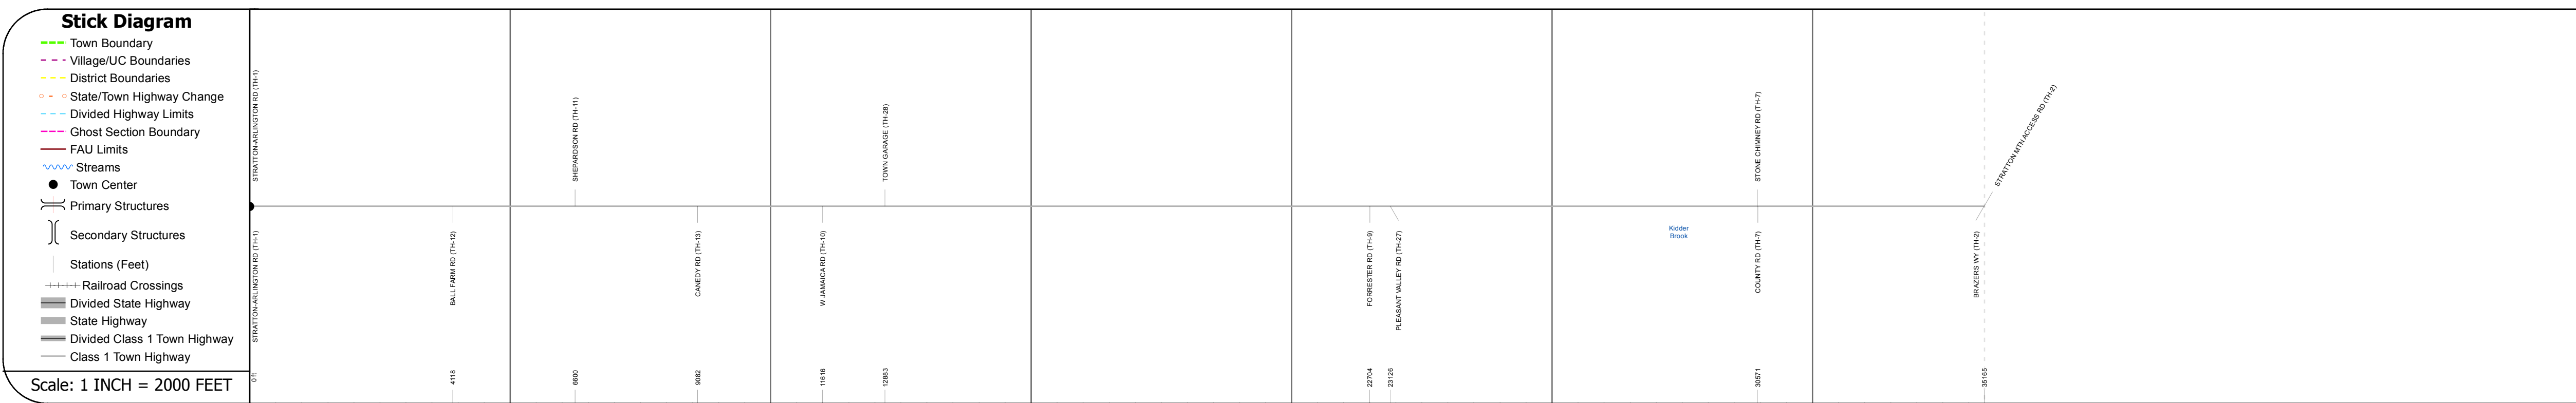 Stick Diagram
Town Boundary
Village/UC Boundaries
District Boundaries
State/Town Highway Change
Divided Highway Limits
Ghost Section Boundary
FAU Limits
Streams
Town Center
Primary Structures
Secondary Structures
Stations (Feet)
Railroad Crossings
Divided State Highway
State Highway
Divided Class 1 Town Highway
Class 1 Town Highway
Scale: 1 INCH = 2000 FEET
STRATTON-ARLINGTON RD (TH-1)
SHEPARDSON RD (TH-11)
TOWN GARAGE (TH-28)
STONE CHIMNEY RD (TH-7)
STRATTON MTN ACCESS RD (TH-2)
STRATTON-ARLINGTON RD (TH-1)
BALL FARM RD (TH-12)
CANEDY RD (TH-13)
W JAMAICA RD (TH-10)
FORRESTER RD (TH-9)
PLEASANT VALLEY RD (TH-27)
Kidder
Brook
COUNTY RD (TH-7)
BRAZERS WY (TH-2)
0 ft
4118
6600
9082
11616
12883
22704
23126
30571
35165